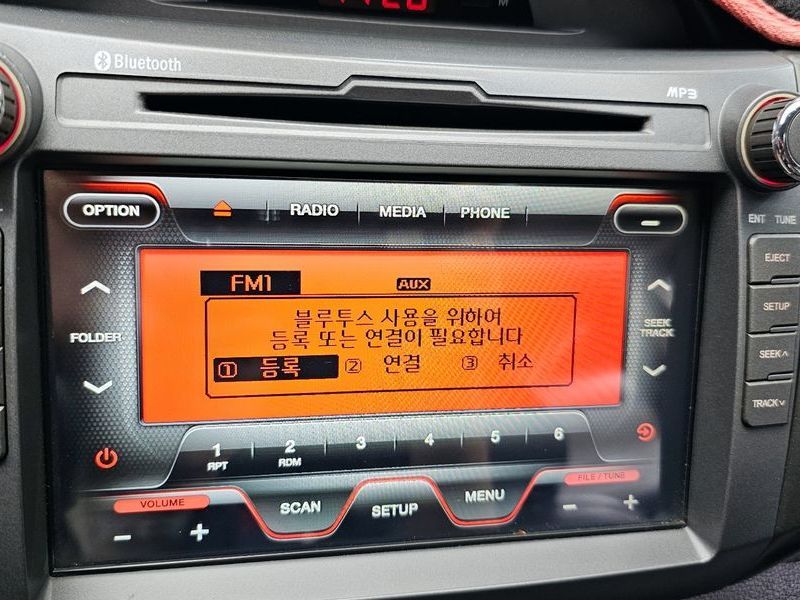 M
Bluetooth
MP3
OPTION
RADIO
MEDIA
PHONE
ENT TUNE
EJECT
SETUP
SEEK
TRACK
FM1
AUX
블루투스 사용을 위하여
등록 또는 연결이 필요합니다
① 등록 ② 연결 ③ 취소
FOLDER
SEEK
TRACK
1 2 3 4 5 6
RPT RDM
VOLUME
SCAN
SETUP
MENU
FILE / TUNE
- +
- +